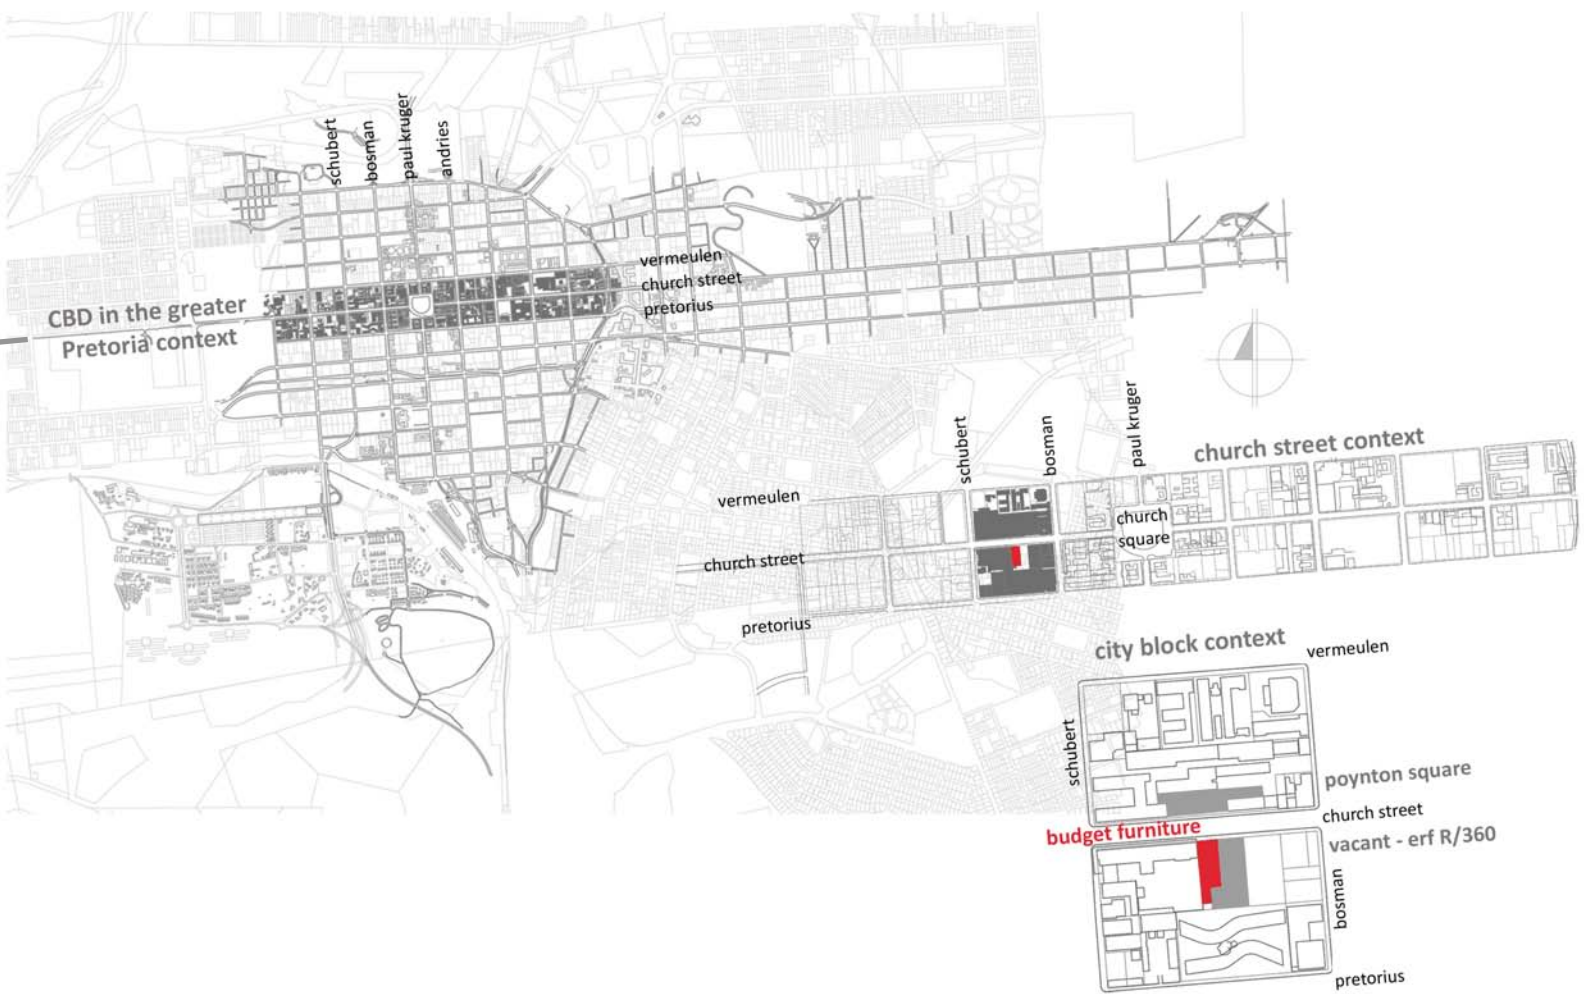 schubert
bosman
paul kruger
andries
vermeulen
church street
pretorius
CBD in the greater
Pretoria context
schubert
bosman
paul kruger
church street context
vermeulen
church
square
church street
pretorius
city block context
vermeulen
schubert
poynton square
church street
budget furniture
vacant - erf R/360
bosman
pretorius